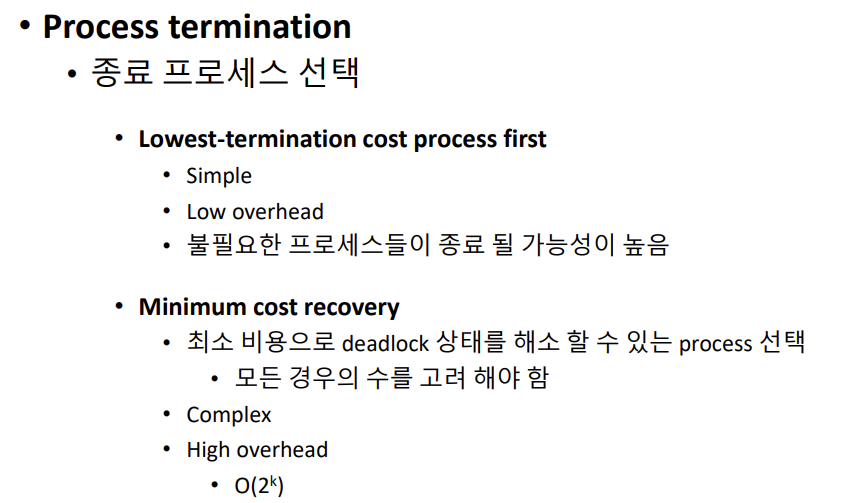 • Process termination
• 종료 프로세스 선택
• Lowest-termination cost process first
• Simple
• Low overhead
• 불필요한 프로세스들이 종료 될 가능성이 높음
• Minimum cost recovery
• 최소 비용으로 deadlock 상태를 해소 할 수 있는 process 선택
• 모든 경우의 수를 고려 해야 함
• Complex
• High overhead
• O(2ᵏ)